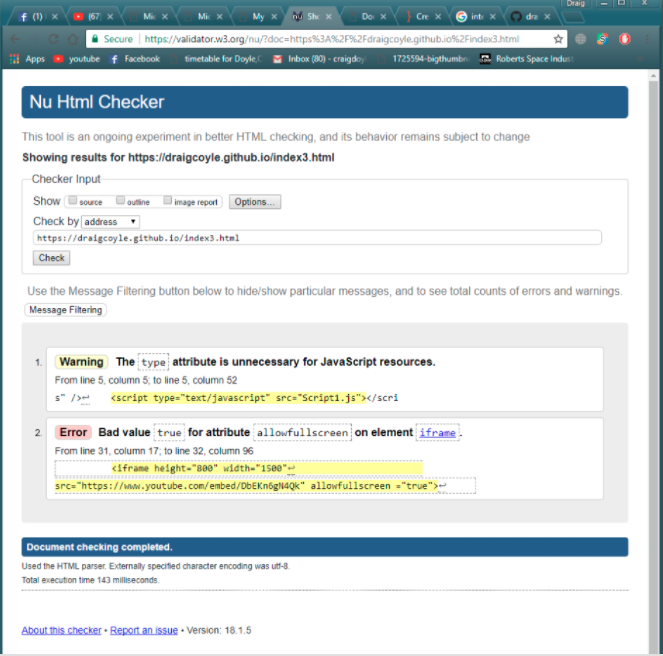 Draig
f (1)
(67)
Mic
Mic
My
Sho
Doc
Cre
inte
dra
Secure | https://validator.w3.org/nu/?doc=https%3A%2F%2Fdraigcoyle.github.io%2Findex3.html
Apps youtube Facebook timetable for Doyle,C Inbox (80) - craigdoy 1725594-bigthumbn Roberts Space Indust
Nu Html Checker
This tool is an ongoing experiment in better HTML checking, and its behavior remains subject to change
Showing results for https://draigcoyle.github.io/index3.html
Checker Input
Show source outline image report Options...
Check by address
https://draigcoyle.github.io/index3.html
Check
Use the Message Filtering button below to hide/show particular messages, and to see total counts of errors and warnings.
Message Filtering
1. Warning The type attribute is unnecessary for JavaScript resources.
From line 5, column 5; to line 5, column 52
s" />↩ <script type="text/javascript" src="Script1.js"></scri
2. Error Bad value true for attribute allowfullscreen on element iframe.
From line 31, column 17; to line 32, column 96
<iframe height="800" width="1500"↩
src="https://www.youtube.com/embed/DbEKn6gN4Qk" allowfullscreen ="true">↩
Document checking completed.
Used the HTML parser. Externally specified character encoding was utf-8.
Total execution time 143 milliseconds.
About this checker • Report an issue • Version: 18.1.5